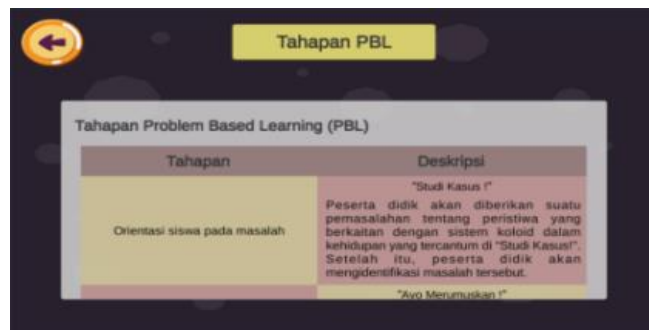 Tahapan PBL
Tahapan Problem Based Learning (PBL)
Tahapan
Deskripsi
Orientasi siswa pada masalah
"Studi Kasus !"
Peserta didik akan diberikan suatu
pemasalahan tentang peristiwa yang
berkaitan dengan sistem koloid dalam
kehidupan yang tercantum di "Studi Kasus!".
Setelah itu, peserta didik akan
mengidentifikasi masalah tersebut.
"Ayo Merumuskan !"